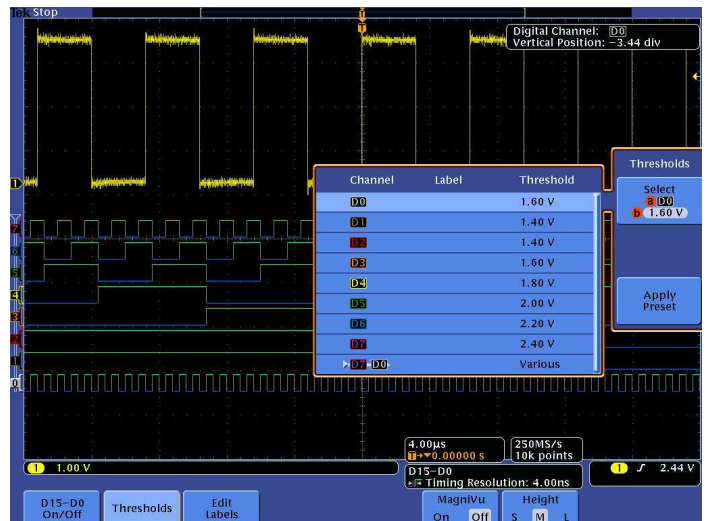 Tek Stop
Digital Channel: D0
Vertical Position: −3.44 div
Thresholds
Select
a D0
b 1.60 V
Apply
Preset
Channel Label Threshold
D0 1.60 V
D1 1.40 V
D2 1.40 V
D3 1.60 V
D4 1.80 V
D5 2.00 V
D6 2.20 V
D7 2.40 V
D7-D0 Various
T
T
1
7
6
5
4
3
2
1
0
4.00µs
T→▼0.00000 s
250MS/s
10k points
1 1.00 V
D15−D0
Timing Resolution: 4.00ns
1 2.44 V
D15−D0
On/Off
Thresholds
Edit
Labels
MagniVu
On Off
Height
S M L